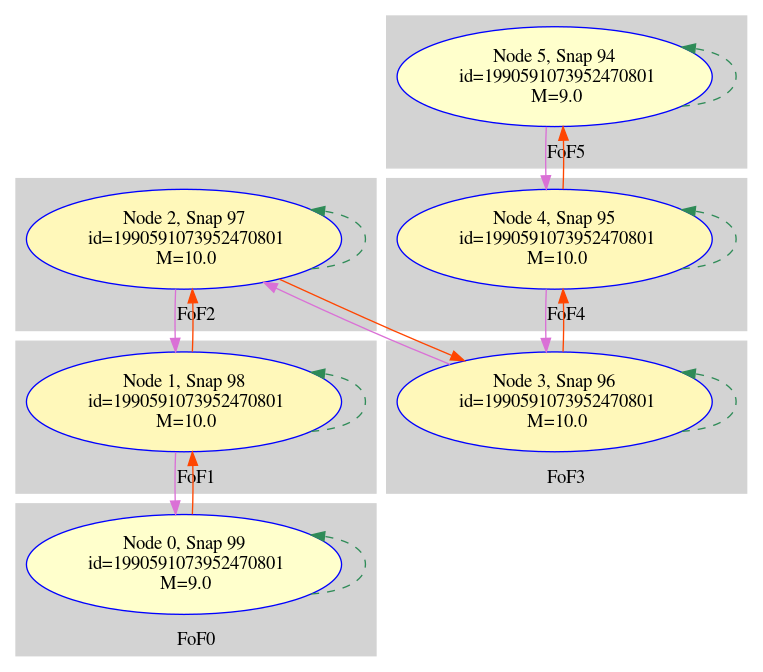 Node 5, Snap 94
id=1990591073952470801
M=9.0
FoF5
Node 2, Snap 97
id=1990591073952470801
M=10.0
FoF2
Node 4, Snap 95
id=1990591073952470801
M=10.0
FoF4
Node 1, Snap 98
id=1990591073952470801
M=10.0
FoF1
Node 3, Snap 96
id=1990591073952470801
M=10.0
FoF3
Node 0, Snap 99
id=1990591073952470801
M=9.0
FoF0